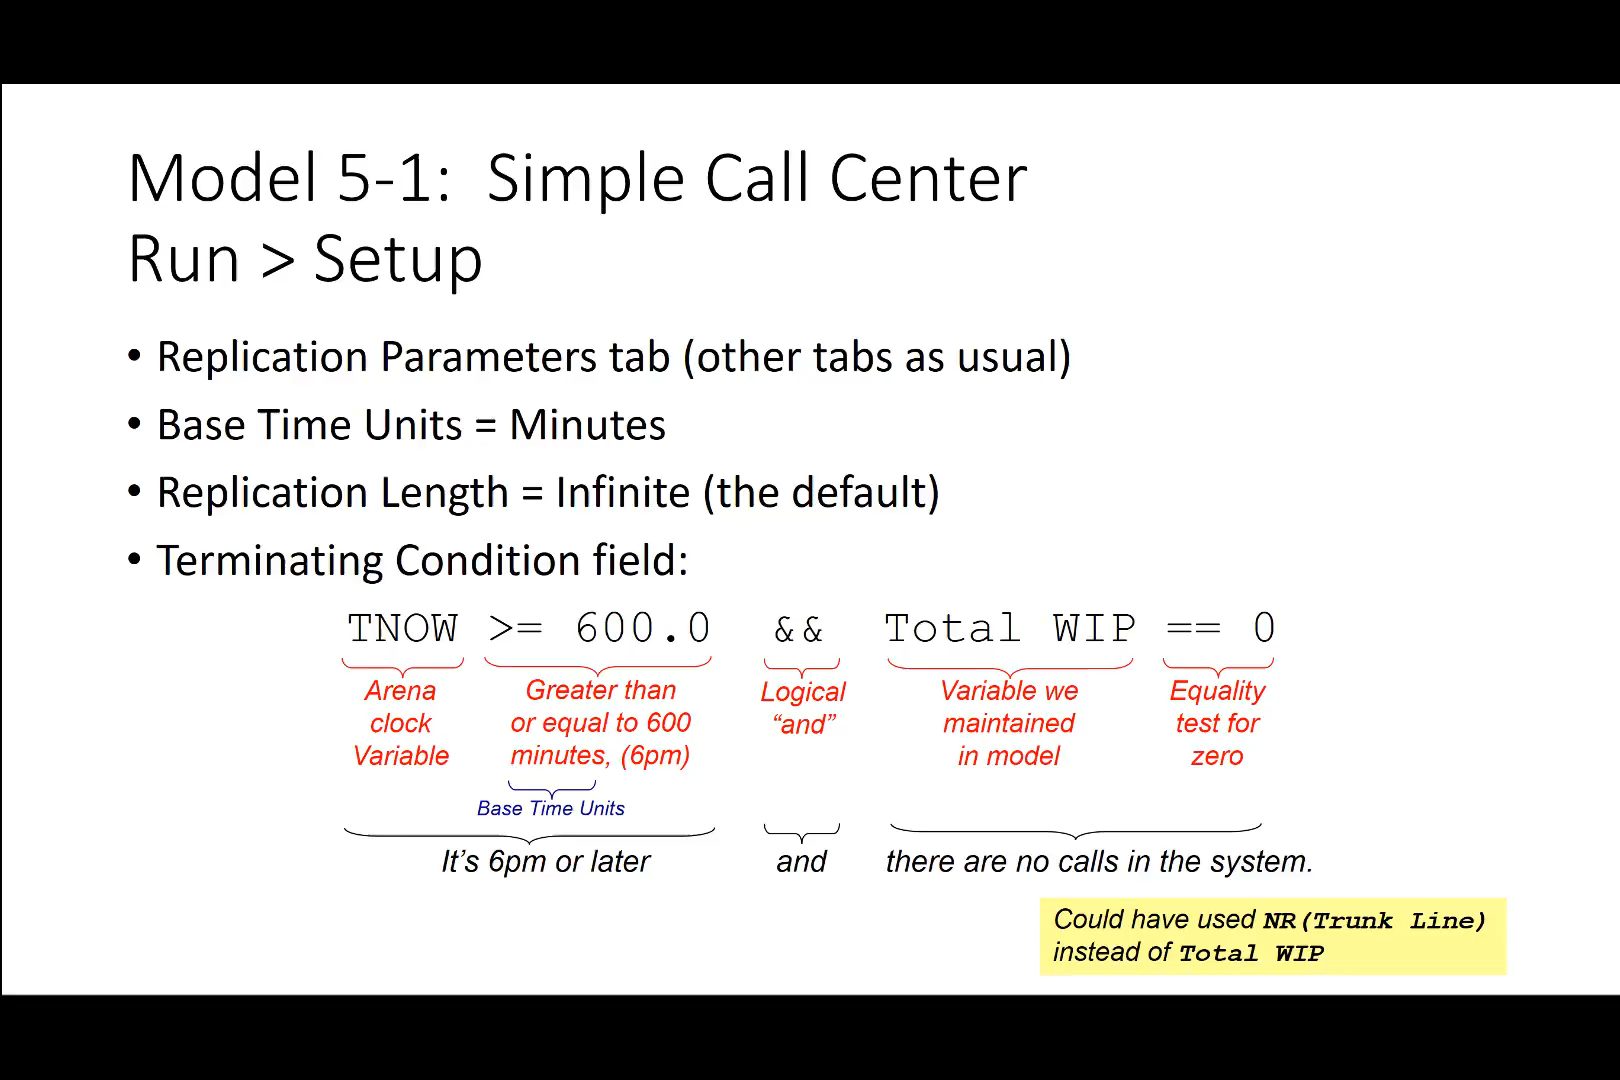 Model 5-1:  Simple Call Center
Run > Setup
• Replication Parameters tab (other tabs as usual)
• Base Time Units = Minutes
• Replication Length = Infinite (the default)
• Terminating Condition field:
TNOW >= 600.0 && Total WIP == 0
Arena
clock
Variable
Greater than
or equal to 600
minutes, (6pm)
Logical
“and”
Variable we
maintained
in model
Equality
test for
zero
Base Time Units
It’s 6pm or later
and
there are no calls in the system.
Could have used NR(Trunk Line)
instead of Total WIP